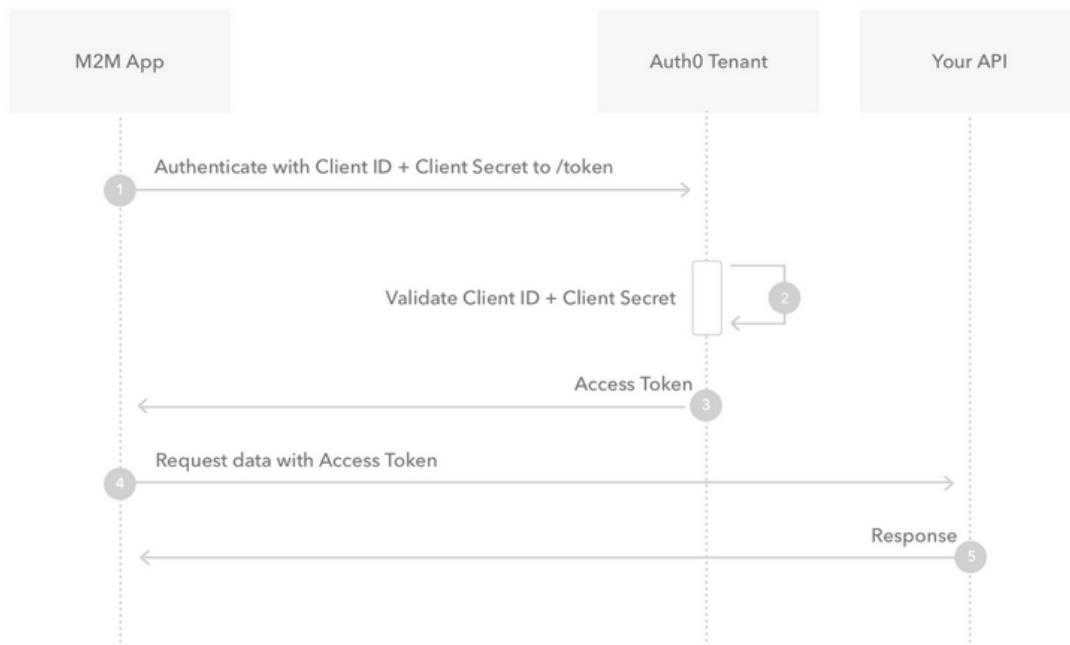 M2M App
Auth0 Tenant
Your API
Authenticate with Client ID + Client Secret to /token
1
Validate Client ID + Client Secret
2
Access Token
3
Request data with Access Token
4
Response
5